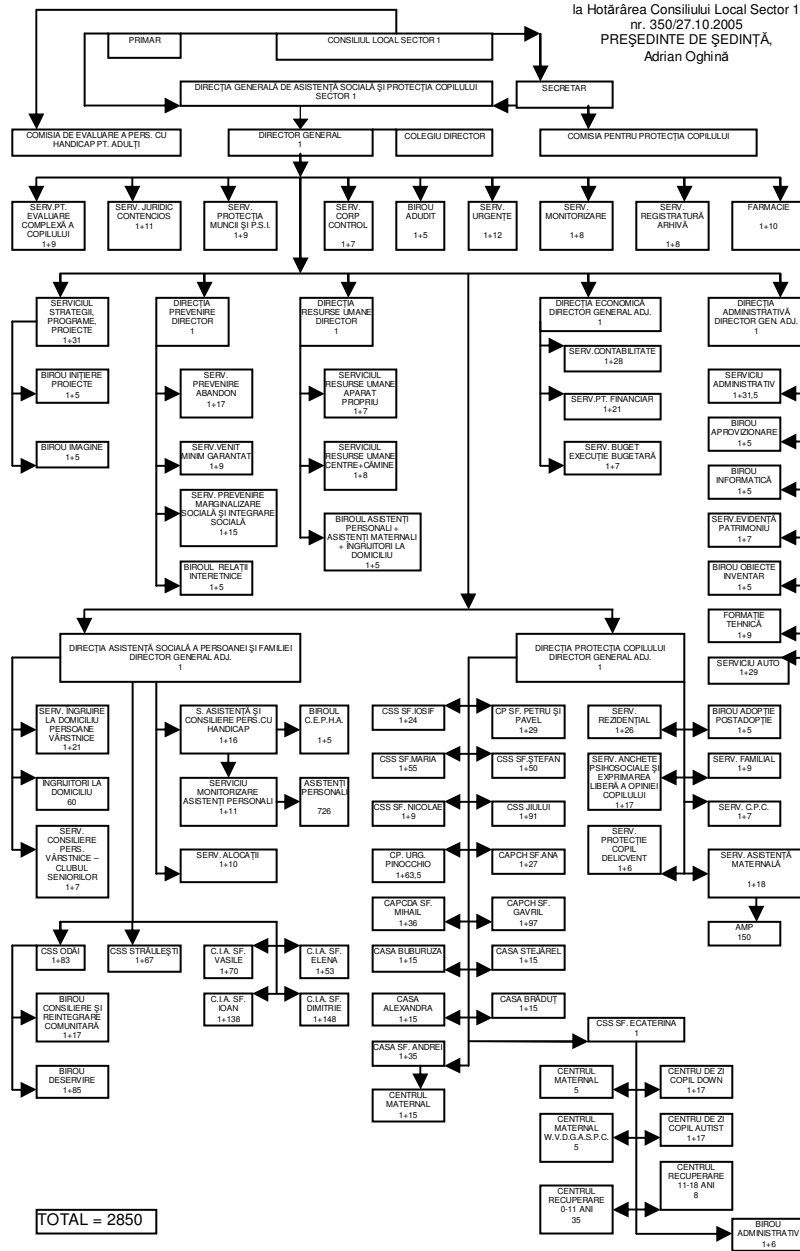 la Hotărârea Consiliului Local Sector 1
nr. 350/27.10.2005
PREŞEDINTE DE ŞEDINŢĂ,
Adrian Oghină
PRIMAR
CONSILIUL LOCAL SECTOR 1
DIRECŢIA GENERALĂ DE ASISTENŢĂ SOCIALĂ ŞI PROTECŢIA COPILULUI
SECTOR 1
SECRETAR
COMISIA DE EVALUARE A PERS. CU
HANDICAP PT. ADULŢI
DIRECTOR GENERAL
1
COLEGIU DIRECTOR
COMISIA PENTRU PROTECŢIA COPILULUI
SERV.PT.
EVALUARE
COMPLEXĂ A
COPILULUI
1+9
SERV. JURIDIC
CONTENCIOS
1+11
SERV.
PROTECŢIA
MUNCII ŞI P.S.I.
1+9
SERV.
CORP
CONTROL
1+7
BIROU
ADUDIT
1+5
SERV.
URGENŢE
1+12
SERV.
MONITORIZARE
1+8
SERV.
REGISTRATURĂ
ARHIVĂ
1+8
FARMACIE
1+10
SERVICIUL
STRATEGII,
PROGRAME,
PROIECTE
1+31
DIRECŢIA
PREVENIRE
DIRECTOR
1
DIRECŢIA
RESURSE UMANE
DIRECTOR
1
DIRECŢIA ECONOMICĂ
DIRECTOR GENERAL ADJ.
1
DIRECŢIA
ADMINISTRATIVĂ
DIRECTOR GEN. ADJ.
1
BIROU INIŢIERE
PROIECTE
1+5
BIROU IMAGINE
1+5
SERV.
PREVENIRE
ABANDON
1+17
SERV.VENIT
MINIM GARANTAT
1+9
SERV. PREVENIRE
MARGINALIZARE
SOCIALĂ ŞI INTEGRARE
SOCIALĂ
1+15
BIROUL RELAŢII
INTERETNICE
1+5
SERVICIUL
RESURSE UMANE
APARAT
PROPRIU
1+7
SERVICIUL
RESURSE UMANE
CENTRE+CĂMINE
1+8
BIROUL ASISTENŢI
PERSONALI +
ASISTENŢI MATERNALI
+ ÎNGRIJITORI LA
DOMICILIU
1+5
SERV.CONTABILITATE
1+28
SERV.PT. FINANCIAR
1+21
SERV. BUGET
EXECUŢIE BUGETARĂ
1+7
SERVICIU
ADMINISTRATIV
1+31,5
BIROU
APROVIZIONARE
1+5
BIROU
INFORMATICĂ
1+5
SERV.EVIDENŢĂ
PATRIMONIU
1+7
BIROU OBIECTE
INVENTAR
1+5
FORMAŢIE
TEHNICĂ
1+9
SERVICIU AUTO
1+29
DIRECŢIA ASISTENŢĂ SOCIALĂ A PERSOANEI ŞI FAMILIEI
DIRECTOR GENERAL ADJ.
1
DIRECŢIA PROTECŢIA COPILULUI
DIRECTOR GENERAL ADJ.
1
SERV. ÎNGRIJIRE
LA DOMICILIU
PERSOANE
VÂRSTNICE
1+21
ÎNGRIJITORI LA
DOMICILIU
60
SERV.
CONSILIERE
PERS.
VÂRSTNICE –
CLUBUL
SENIORILOR
1+7
S. ASISTENŢĂ ŞI
CONSILIERE PERS.CU
HANDICAP
1+16
BIROUL
C.E.P.H.A.
1+5
SERVICIU
MONITORIZARE
ASISTENŢI PERSONALI
1+11
ASISTENŢI
PERSONALI
726
SERV. ALOCAŢII
1+10
CSS ODĂI
1+83
CSS STRĂULEŞTI
1+67
C.I.A. SF.
VASILE
1+70
C.I.A. SF.
ELENA
1+53
C.I.A. SF.
IOAN
1+138
C.I.A. SF.
DIMITRIE
1+148
BIROU
CONSILIERE ŞI
REINTEGRARE
COMUNITARĂ
1+17
BIROU
DESERVIRE
1+85
CSS SF.IOSIF
1+24
CP SF. PETRU ŞI
PAVEL
1+29
CSS SF.MARIA
1+55
CSS SF.ŞTEFAN
1+50
CSS SF. NICOLAE
1+9
CSS JIULUI
1+91
CP. URG.
PINOCCHIO
1+63,5
CAPCH SF.ANA
1+27
CAPCDA SF.
MIHAIL
1+36
CAPCH SF.
GAVRIL
1+97
CASA BUBURUZA
1+15
CASA STEJĂREL
1+15
CASA
ALEXANDRA
1+15
CASA BRĂDUŢ
1+15
CASA SF. ANDREI
1+35
CENTRUL
MATERNAL
1+15
SERV.
REZIDENŢIAL
1+26
BIROU ADOPŢIE
POSTADOPŢIE
1+5
SERV. ANCHETE
PSIHOSOCIALE ŞI
EXPRIMAREA
LIBERĂ A OPINIEI
COPILULUI
1+17
SERV. FAMILIAL
1+9
SERV. C.P.C.
1+7
SERV.
PROTECŢIE
COPIL
DELICVENT
1+6
SERV. ASISTENŢĂ
MATERNALĂ
1+18
AMP
150
CSS SF. ECATERINA
1
CENTRUL
MATERNAL
5
CENTRU DE ZI
COPIL DOWN
1+17
CENTRUL
MATERNAL
W.V.D.G.A.S.P.C.
5
CENTRU DE ZI
COPIL AUTIST
1+17
CENTRUL
RECUPERARE
0-11 ANI
35
CENTRUL
RECUPERARE
11-18 ANI
8
BIROU
ADMINISTRATIV
1+6
TOTAL = 2850